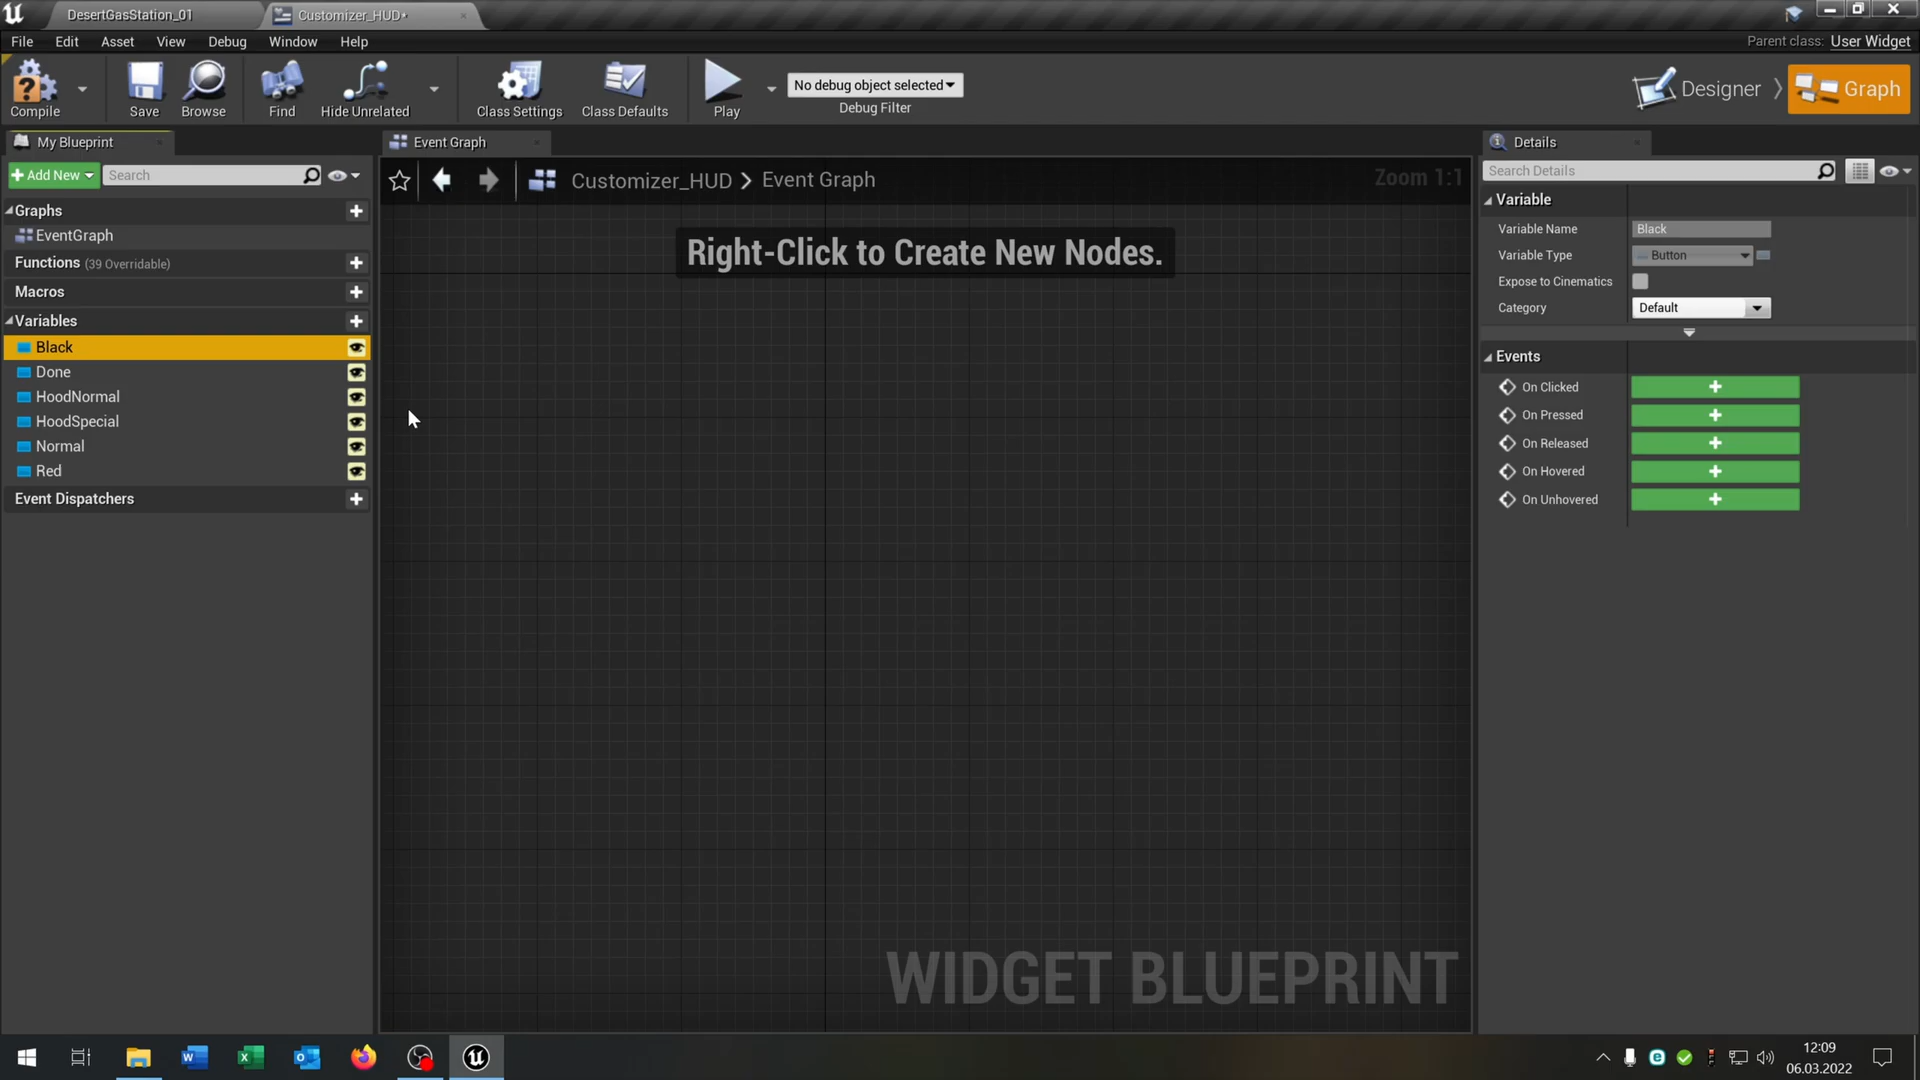 DesertGasStation_01
Customizer_HUD*
File
Edit
Asset
View
Debug
Window
Help
Parent class: User Widget
Compile
Save
Browse
Find
Hide Unrelated
Class Settings
Class Defaults
Play
No debug object selected
Debug Filter
Designer
Graph
My Blueprint
Add New
Search
Graphs
EventGraph
Functions (39 Overridable)
Macros
Variables
Black
Done
HoodNormal
HoodSpecial
Normal
Red
Event Dispatchers
Event Graph
Customizer_HUD > Event Graph
Zoom 1:1
Right-Click to Create New Nodes.
WIDGET BLUEPRINT
Details
Search Details
Variable
Variable Name
Black
Variable Type
Button
Expose to Cinematics
Category
Default
Events
On Clicked
On Pressed
On Released
On Hovered
On Unhovered
12:09
06.03.2022